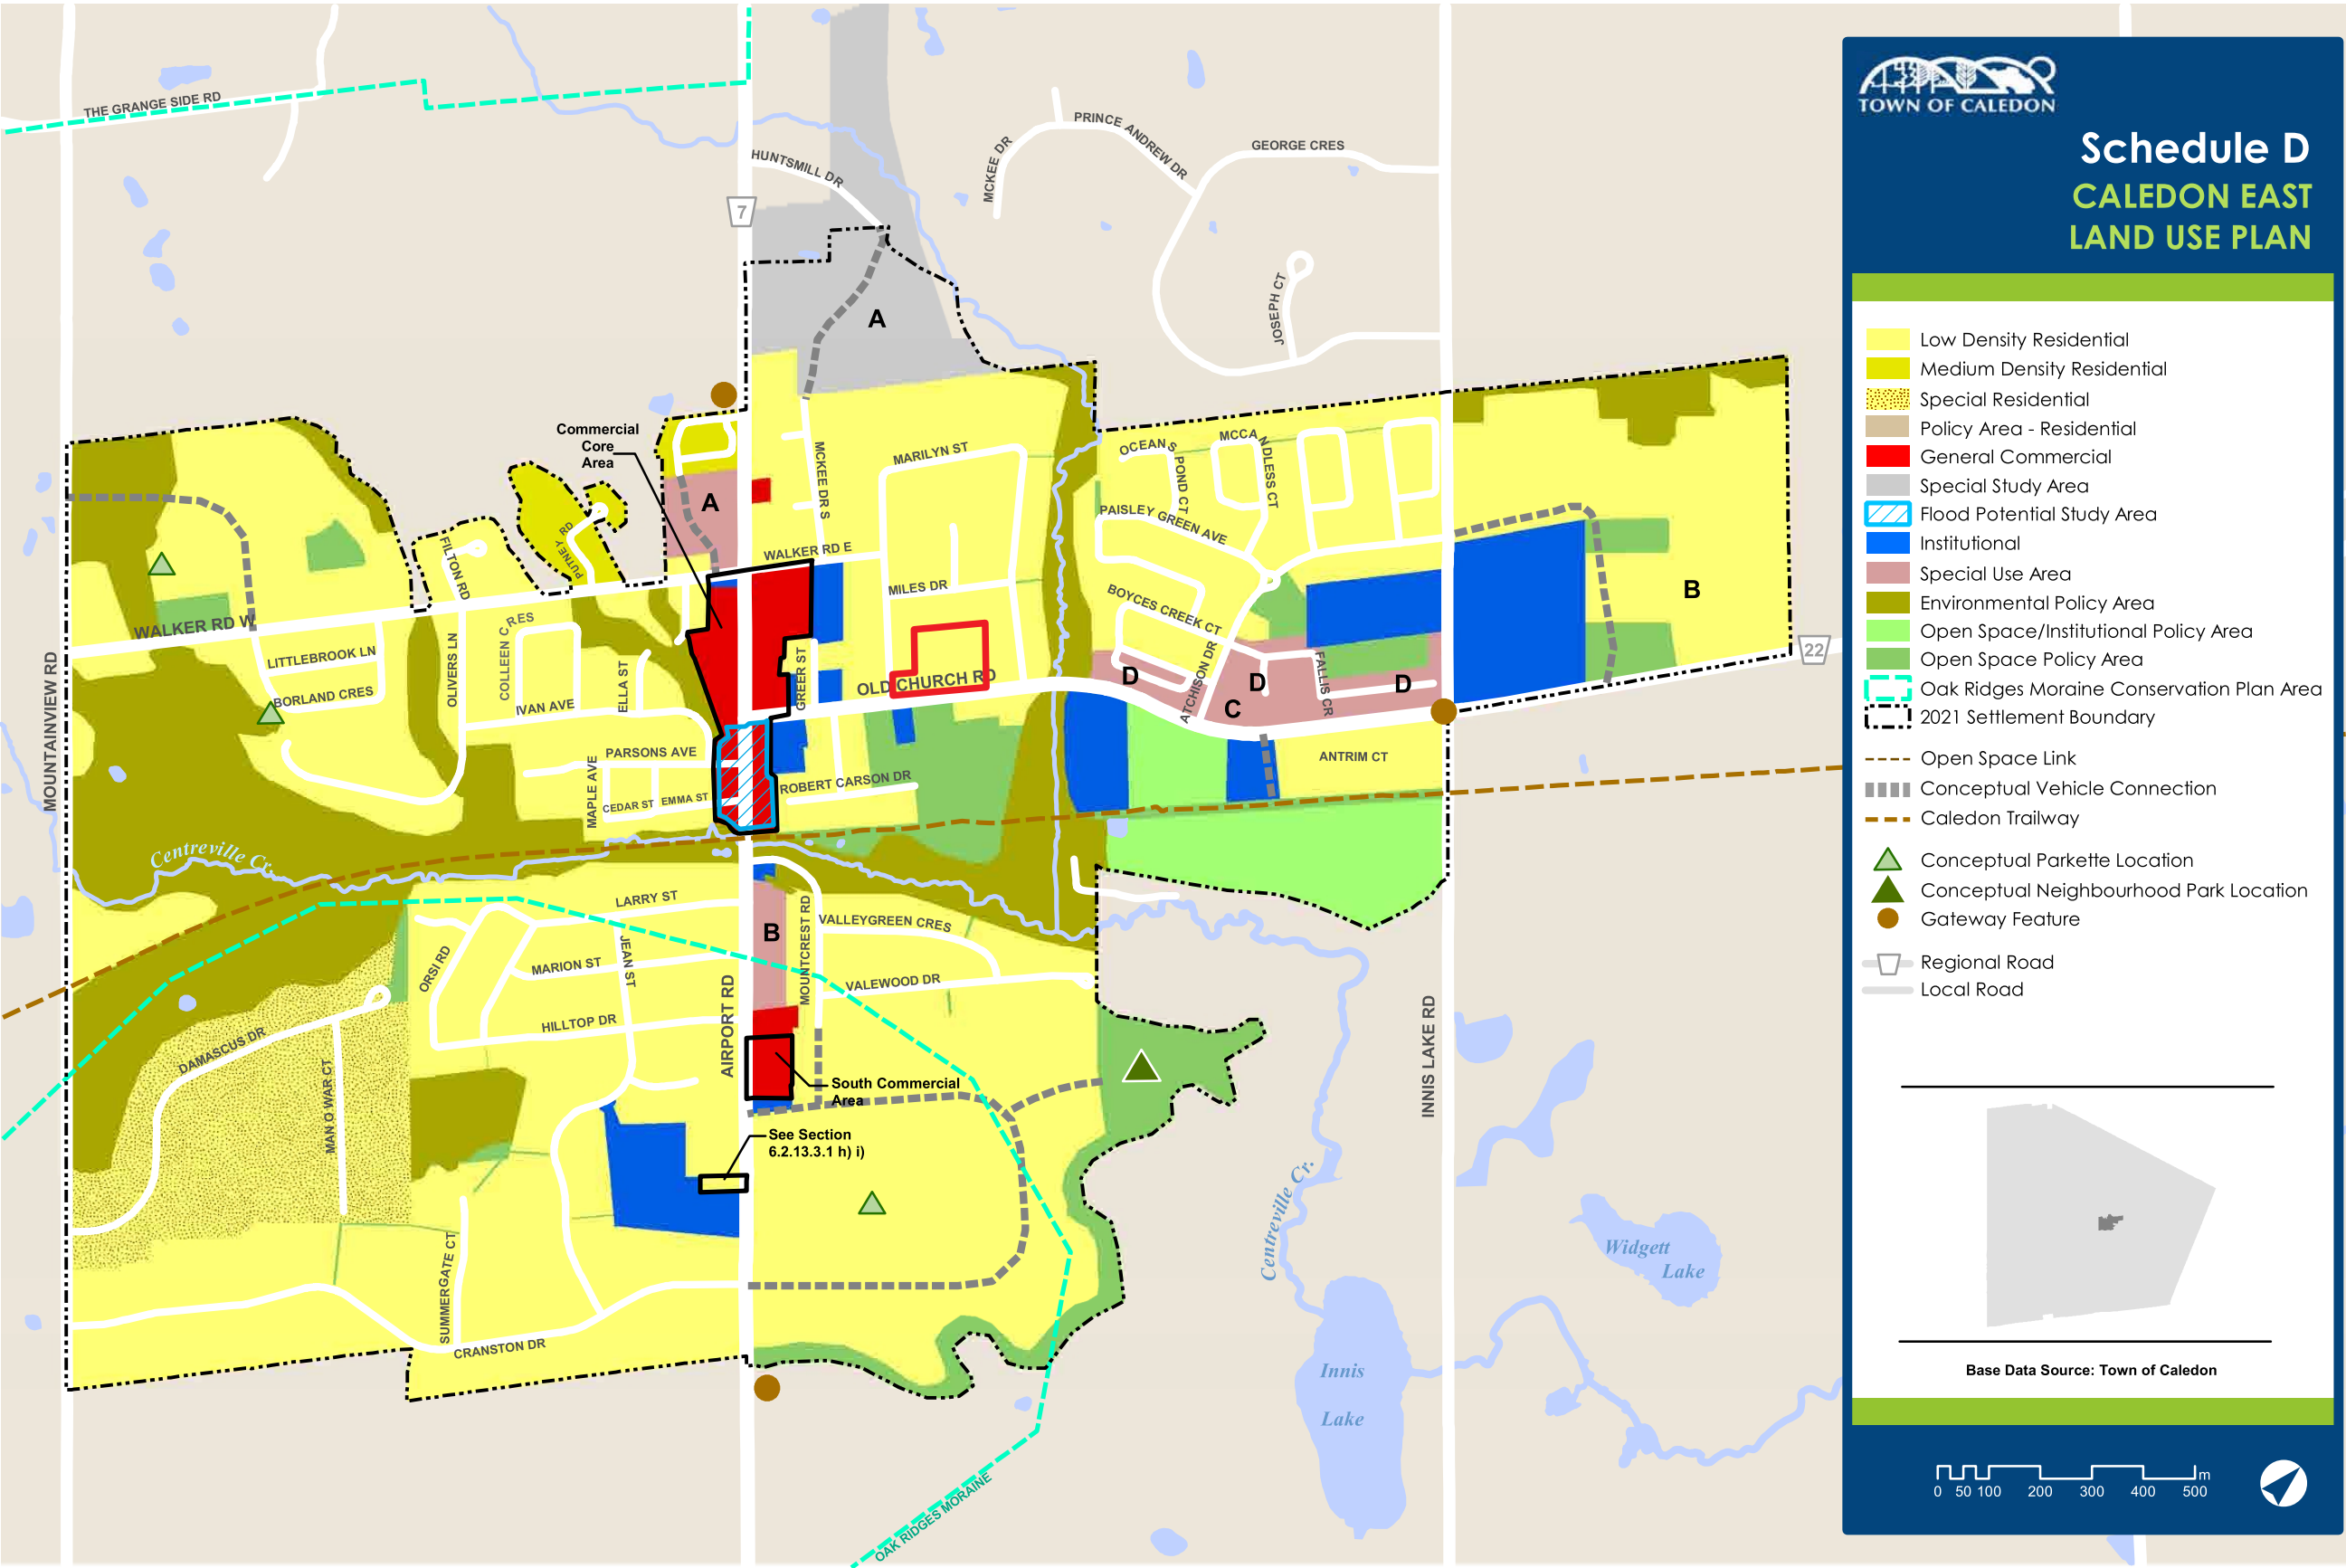 THE GRANGE SIDE RD
HUNTSMILL DR
7
MCKEE DR
PRINCE ANDREW DR
GEORGE CRES
JOSEPH CT
A
Commercial
Core
Area
A
MCKEE DR S
MARILYN ST
WALKER RD E
MILES DR
OLD CHURCH RD
GREER ST
OCEAN S
POND CT
MCCA
NDLESS CT
PAISLEY GREEN AVE
BOYCES CREEK CT
ATCHISON DR
FALLIS CR
D
D
D
C
B
22
ANTRIM CT
FILTON RD
PUTNEY RD
WALKER RD W
LITTLEBROOK LN
BORLAND CRES
OLIVERS LN
COLLEEN CRES
ELLA ST
IVAN AVE
PARSONS AVE
MAPLE AVE
CEDAR ST
EMMA ST
ROBERT CARSON DR
MOUNTAINVIEW RD
Centreville Cr.
LARRY ST
ORSI RD
MARION ST
JEAN ST
HILLTOP DR
AIRPORT RD
B
MOUNTCREST RD
VALLEYGREEN CRES
VALEWOOD DR
DAMASCUS DR
MAN O WAR CT
South Commercial
Area
See Section
6.2.13.3.1 h) i)
SUMMERGATE CT
CRANSTON DR
INNIS LAKE RD
Centreville Cr.
Widgett
Lake
Innis
Lake
OAK RIDGES MORAINE
TOWN OF CALEDON
Schedule D
CALEDON EAST
LAND USE PLAN
Low Density Residential
Medium Density Residential
Special Residential
Policy Area - Residential
General Commercial
Special Study Area
Flood Potential Study Area
Institutional
Special Use Area
Environmental Policy Area
Open Space/Institutional Policy Area
Open Space Policy Area
Oak Ridges Moraine Conservation Plan Area
2021 Settlement Boundary
Open Space Link
Conceptual Vehicle Connection
Caledon Trailway
Conceptual Parkette Location
Conceptual Neighbourhood Park Location
Gateway Feature
Regional Road
Local Road
Base Data Source: Town of Caledon
m
0 50 100 200 300 400 500